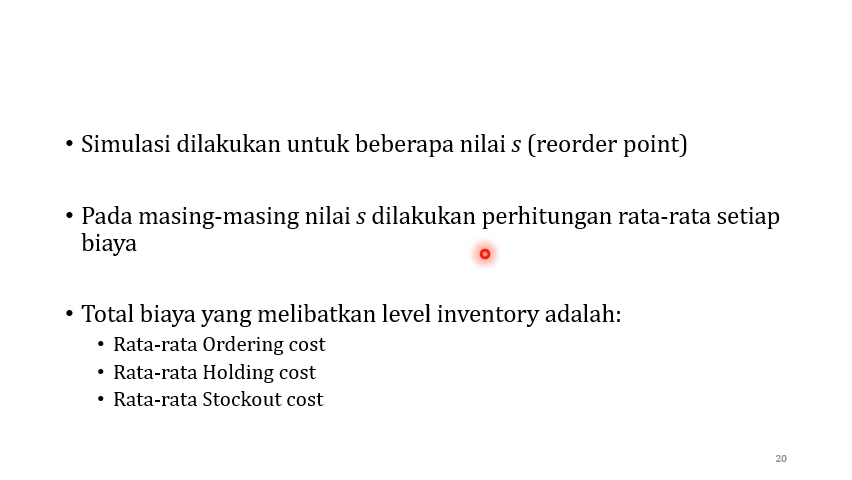 • Simulasi dilakukan untuk beberapa nilai s (reorder point)
• Pada masing-masing nilai s dilakukan perhitungan rata-rata setiap
biaya
• Total biaya yang melibatkan level inventory adalah:
• Rata-rata Ordering cost
• Rata-rata Holding cost
• Rata-rata Stockout cost
20